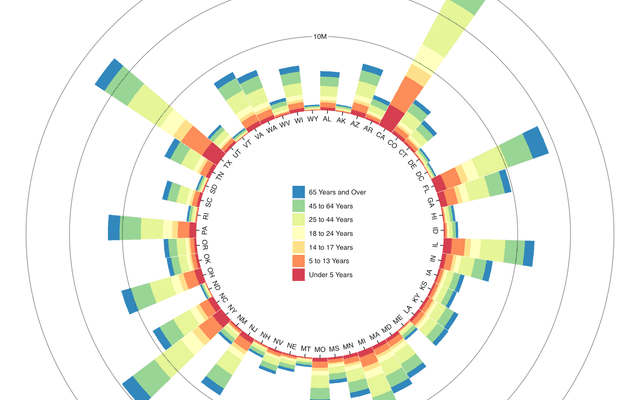 10M
AL
AK
AZ
AR
CA
CO
CT
DE
DC
FL
GA
HI
ID
IL
IN
IA
KS
KY
LA
ME
MD
MA
MI
MN
MS
MO
MT
NE
NV
NH
NJ
NM
NY
NC
ND
OH
OK
OR
PA
RI
SC
SD
TN
TX
UT
VT
VA
WA
WV
WI
WY
65 Years and Over
45 to 64 Years
25 to 44 Years
18 to 24 Years
14 to 17 Years
5 to 13 Years
Under 5 Years